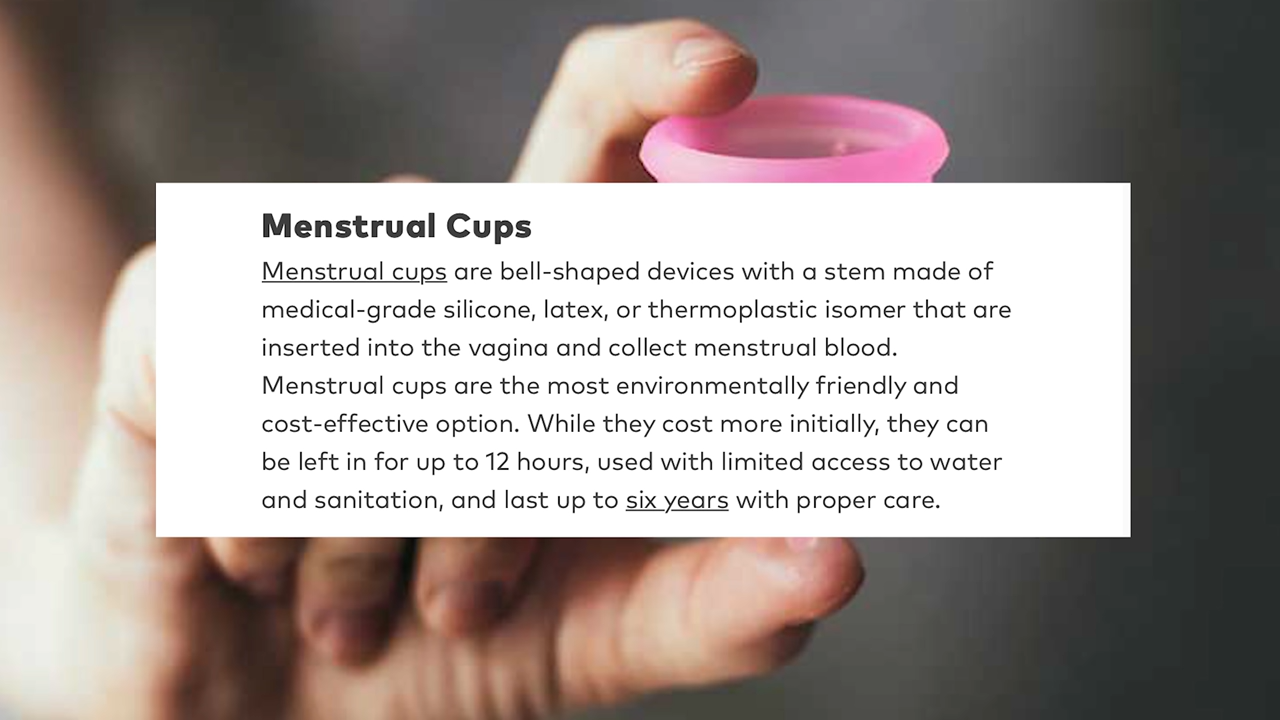 Menstrual Cups
Menstrual cups are bell-shaped devices with a stem made of
medical-grade silicone, latex, or thermoplastic isomer that are
inserted into the vagina and collect menstrual blood.
Menstrual cups are the most environmentally friendly and
cost-effective option. While they cost more initially, they can
be left in for up to 12 hours, used with limited access to water
and sanitation, and last up to six years with proper care.